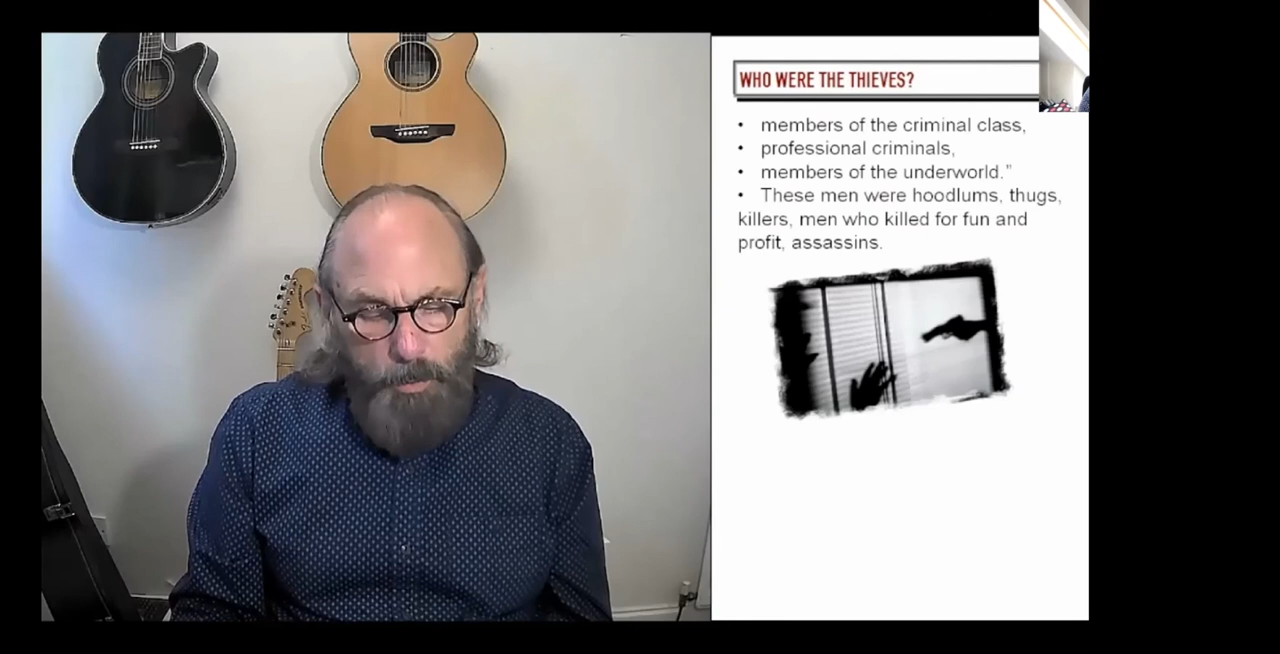 WHO WERE THE THIEVES?
• members of the criminal class,
• professional criminals,
• members of the underworld.”
• These men were hoodlums, thugs,
killers, men who killed for fun and
profit, assassins.